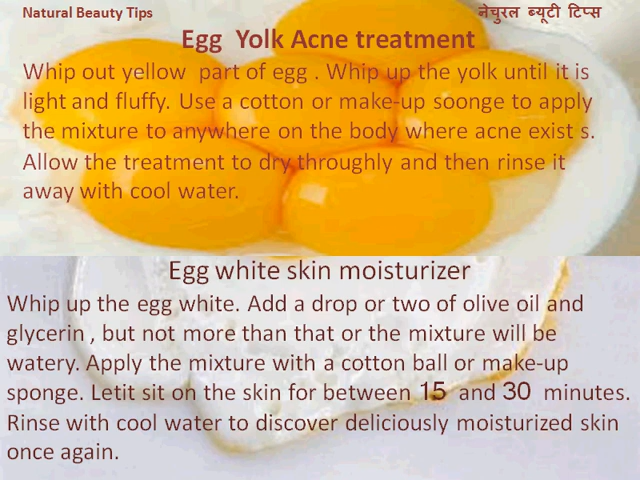 Natural Beauty Tips नेचुरल ब्यूटी टिप्स
Egg Yolk Acne treatment
Whip out yellow part of egg . Whip up the yolk until it is
light and fluffy. Use a cotton or make-up soonge to apply
the mixture to anywhere on the body where acne exist s.
Allow the treatment to dry throughly and then rinse it
away with cool water.
Egg white skin moisturizer
Whip up the egg white. Add a drop or two of olive oil and
glycerin , but not more than that or the mixture will be
watery. Apply the mixture with a cotton ball or make-up
sponge. Letit sit on the skin for between 15 and 30 minutes.
Rinse with cool water to discover deliciously moisturized skin
once again.